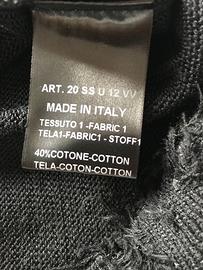 ART. 20 SS U 12 VV
MADE IN ITALY
TESSUTO 1 -FABRIC 1
TELA1-FABRIC1 - STOFF1
40%COTONE-COTTON
TELA-COTON-COTTON